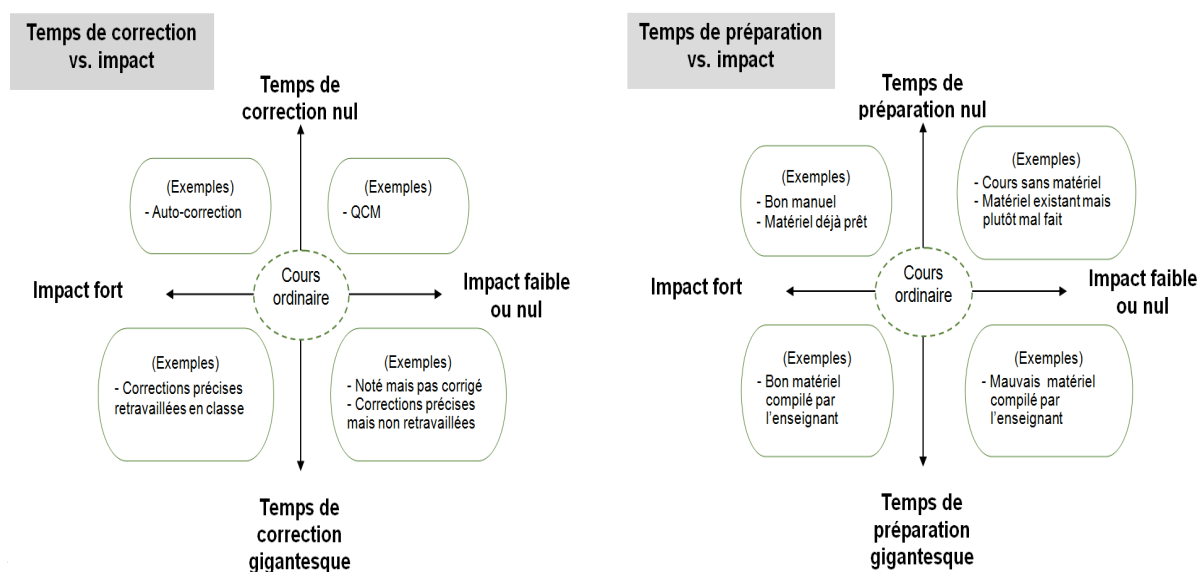 Temps de correction
vs. impact
Temps de
correction nul
(Exemples)
- Auto-correction
(Exemples)
- QCM
Impact fort
Cours
ordinaire
Impact faible
ou nul
(Exemples)
- Corrections précises
retravaillées en classe
(Exemples)
- Noté mais pas corrigé
- Corrections précises
mais non retravaillées
Temps de
correction
gigantesque
Temps de préparation
vs. impact
Temps de
préparation nul
(Exemples)
- Bon manuel
- Matériel déjà prêt
(Exemples)
- Cours sans matériel
- Matériel existant mais
plutôt mal fait
Impact fort
Cours
ordinaire
Impact faible
ou nul
(Exemples)
- Bon matériel
compilé par
l'enseignant
(Exemples)
- Mauvais matériel
compilé par
l'enseignant
Temps de
préparation
gigantesque